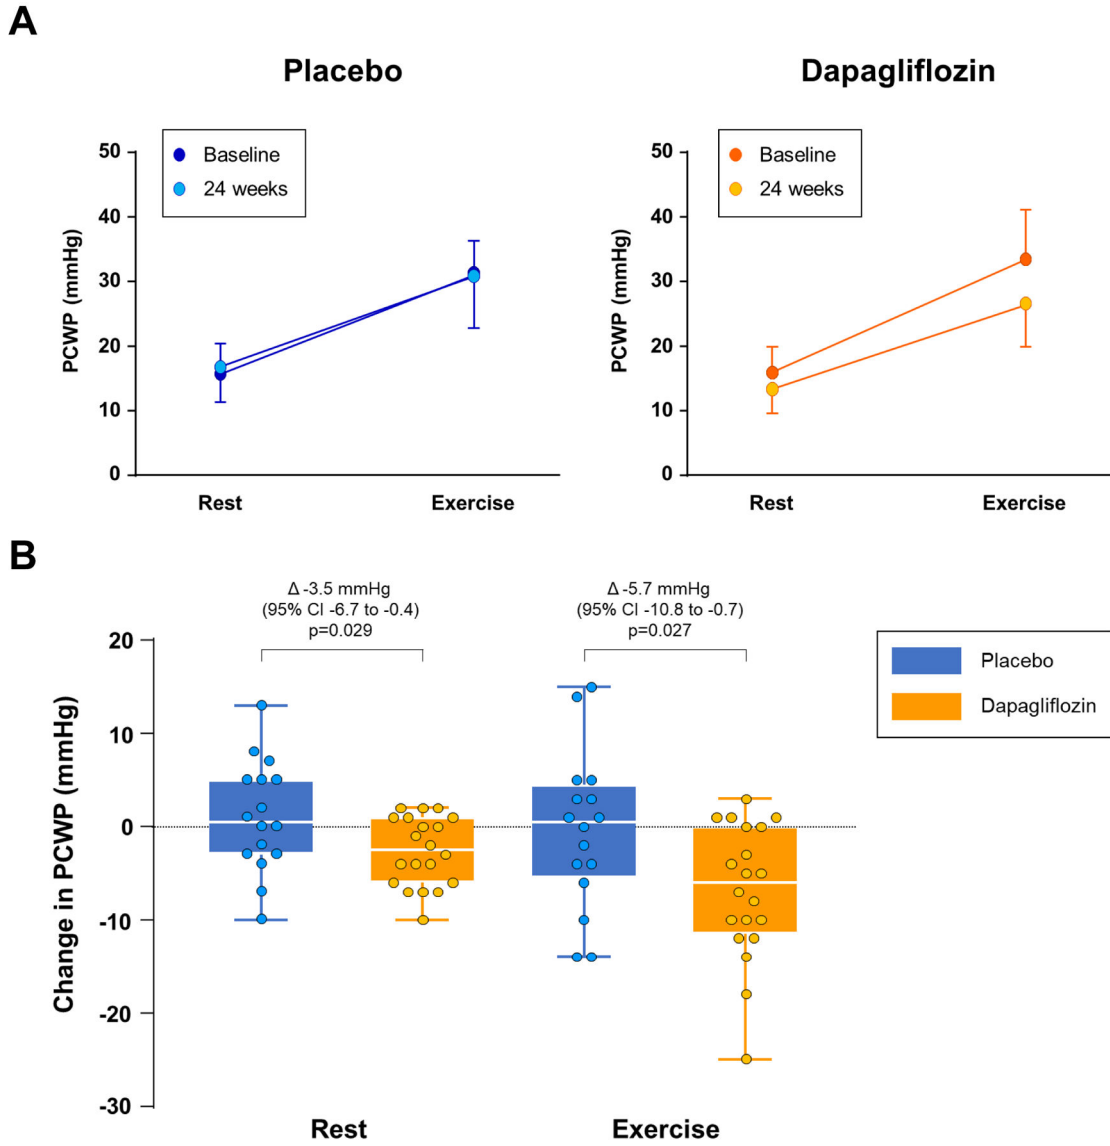 A
Placebo
Dapagliflozin
Baseline
24 weeks
50
40
30
20
10
0
PCWP (mmHg)
Rest
Exercise
Baseline
24 weeks
50
40
30
20
10
0
PCWP (mmHg)
Rest
Exercise
B
Δ -3.5 mmHg
(95% CI -6.7 to -0.4)
p=0.029
Δ -5.7 mmHg
(95% CI -10.8 to -0.7)
p=0.027
Placebo
Dapagliflozin
20
10
0
-10
-20
-30
Change in PCWP (mmHg)
Rest
Exercise